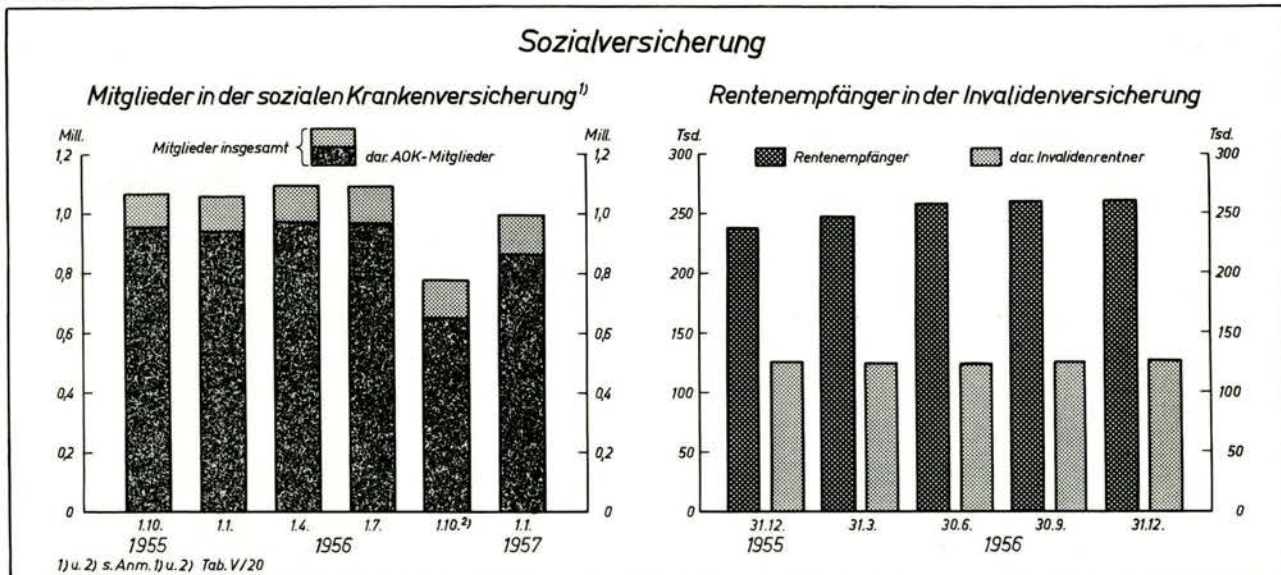 Sozialversicherung
Mitglieder in der sozialen Krankenversicherung¹⁾
Mill.
Mitglieder insgesamt
dar. AOK-Mitglieder
Mill.
1,2
1,0
0,8
0,6
0,4
0,2
0
1,2
1,0
0,8
0,6
0,4
0,2
0
1.10. 1.1. 1.4. 1.7. 1.10.²⁾ 1.1.
1955 1956 1957
1) u. 2) s. Anm. 1) u. 2) Tab. V/20
Rentenempfänger in der Invalidenversicherung
Tsd.
Rentenempfänger
dar. Invalidenrentner
Tsd.
300
250
200
150
100
50
0
300
250
200
150
100
50
0
31.12. 31.3. 30.6. 30.9. 31.12.
1955 1956